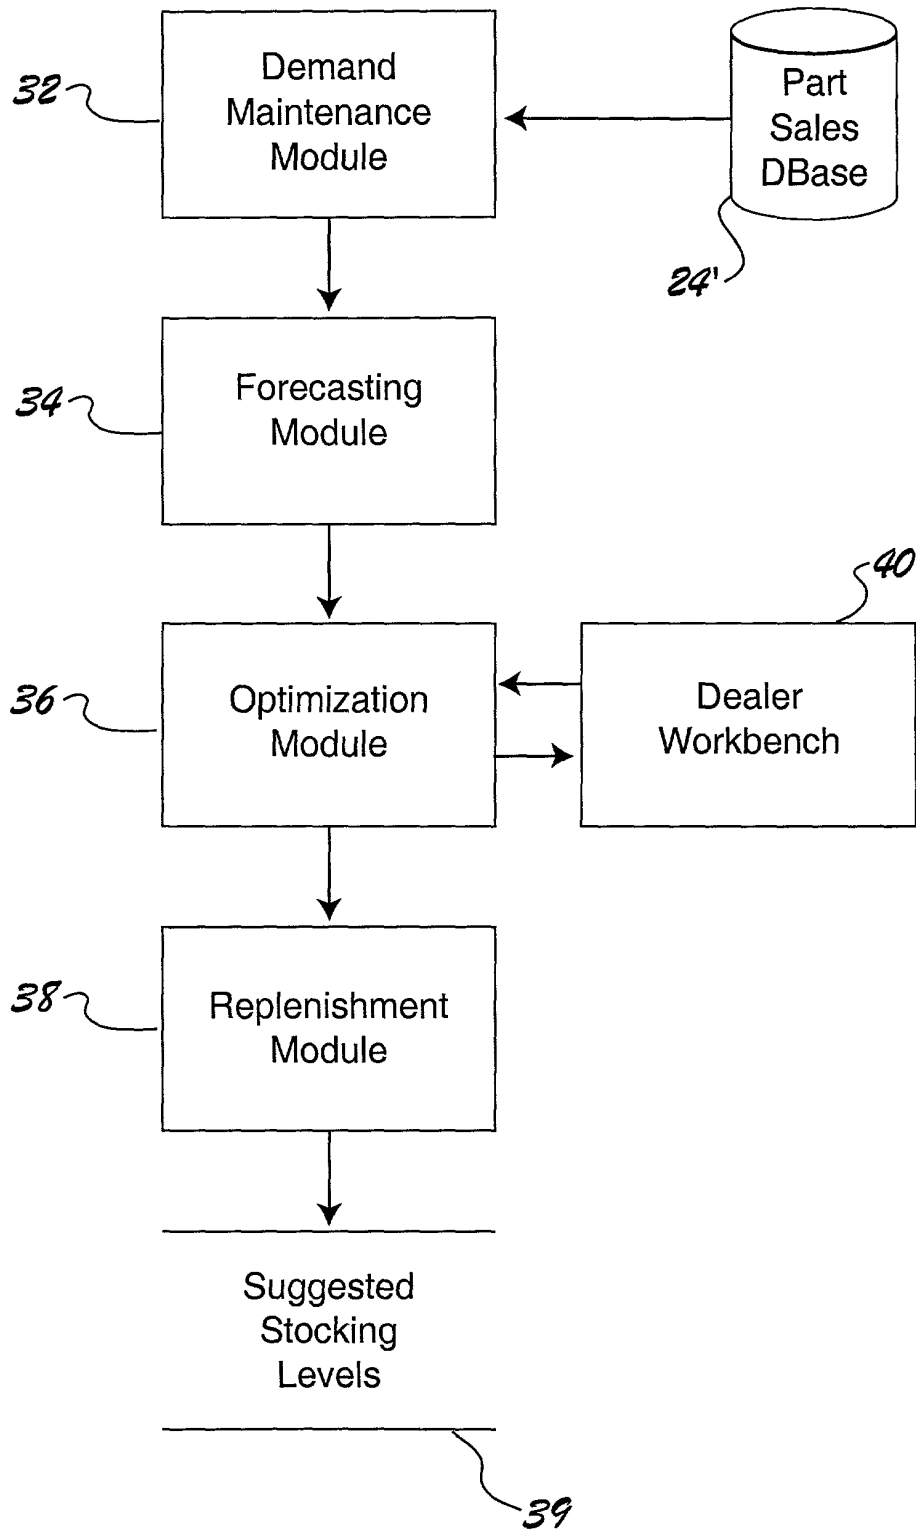 32
Demand
Maintenance
Module
Part
Sales
DBase
24'
34
Forecasting
Module
40
36
Optimization
Module
Dealer
Workbench
38
Replenishment
Module
Suggested
Stocking
Levels
39